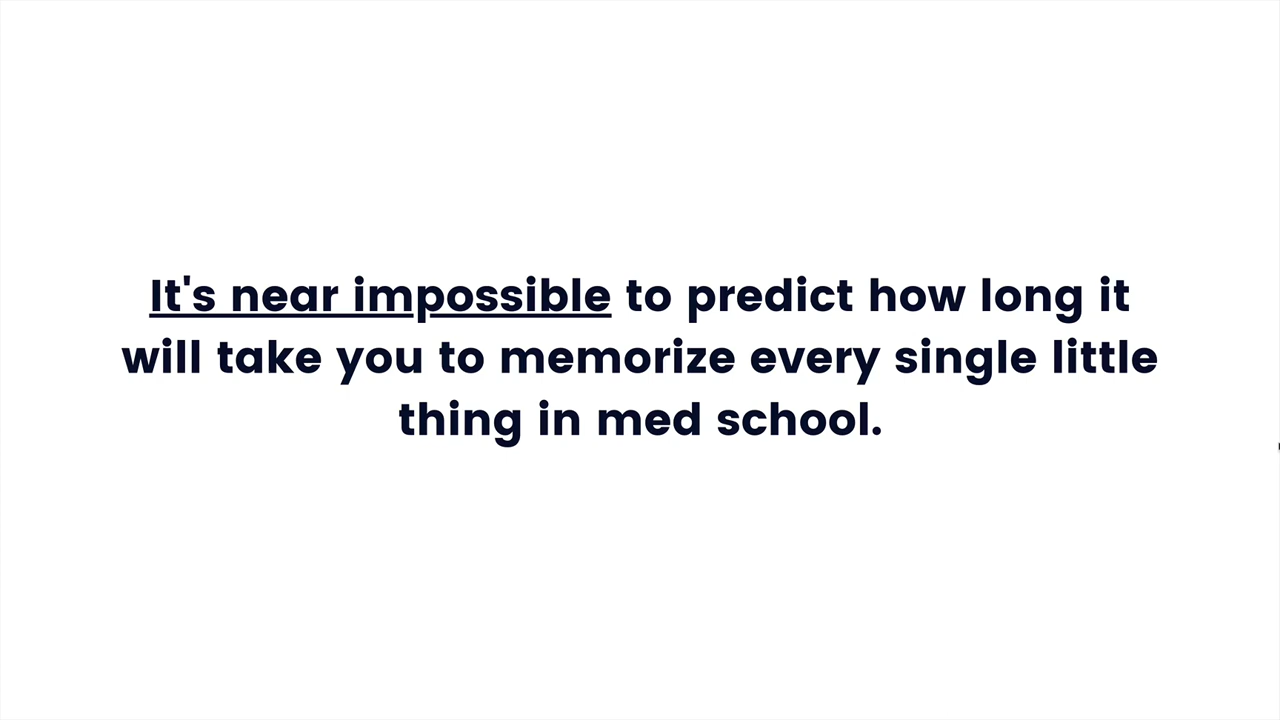 It's near impossible to predict how long it
will take you to memorize every single little
thing in med school.